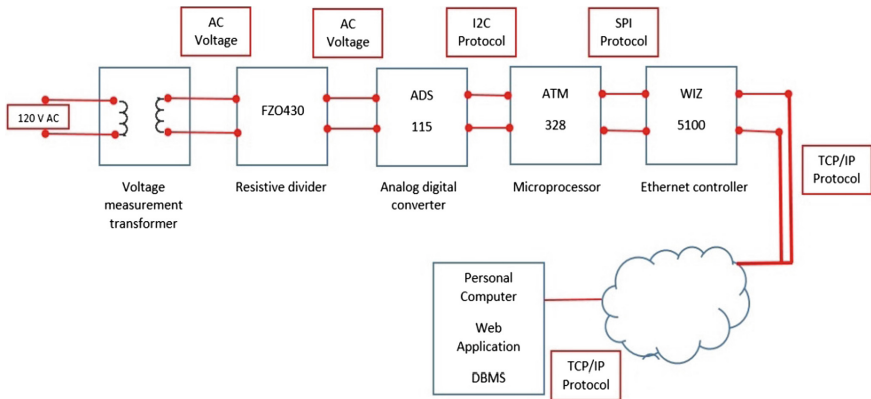 AC
Voltage
AC
Voltage
I2C
Protocol
SPI
Protocol
120 V AC
FZO430
ADS
115
ATM
328
WIZ
5100
TCP/IP
Protocol
Voltage
measurement
transformer
Resistive divider
Analog digital
converter
Microprocessor
Ethernet controller
Personal
Computer
Web
Application
DBMS
TCP/IP
Protocol